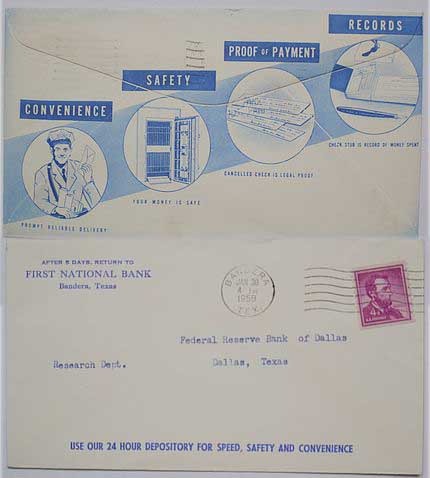 RECORDS
PROOF OF PAYMENT
SAFETY
CONVENIENCE
CHECK STUB IS RECORD OF MONEY SPENT
CANCELLED CHECK IS LEGAL PROOF
YOUR MONEY IS SAFE
PROMPT RELIABLE DELIVERY
AFTER 5 DAYS, RETURN TO
FIRST NATIONAL BANK
Bandera, Texas
BANDERA
JAN 30
4
1959
TEX.
4¢
Federal Reserve Bank of Dallas
Research Dept.
Dallas, Texas
USE OUR 24 HOUR DEPOSITORY FOR SPEED, SAFETY AND CONVENIENCE